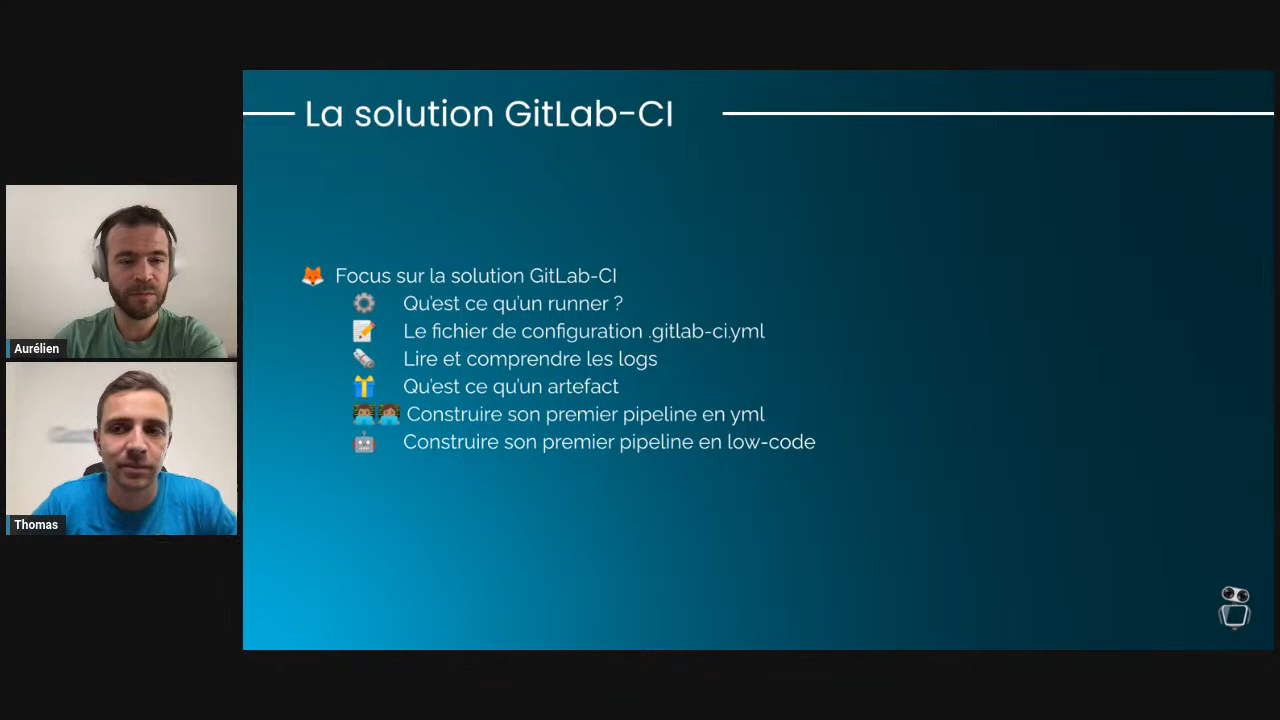 La solution GitLab-CI
Focus sur la solution GitLab-CI
Qu'est ce qu'un runner ?
Le fichier de configuration .gitlab-ci.yml
Lire et comprendre les logs
Qu'est ce qu'un artefact
Construire son premier pipeline en yml
Construire son premier pipeline en low-code
Aurélien
Thomas